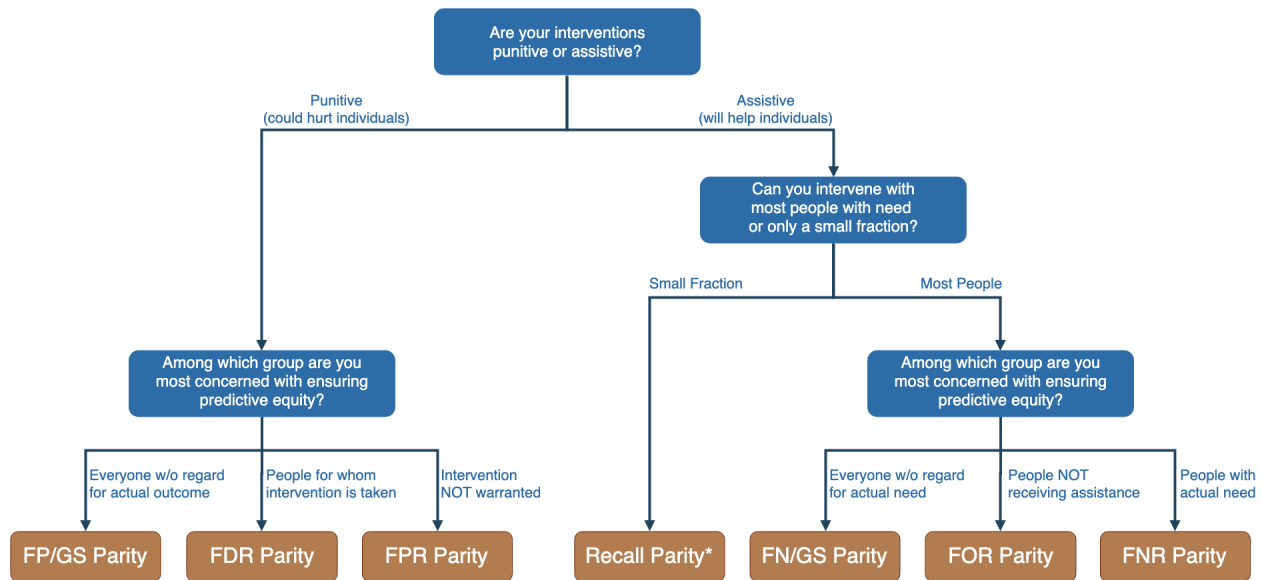 Are your interventions
punitive or assistive?
Punitive
(could hurt individuals)
Assistive
(will help individuals)
Can you intervene with
most people with need
or only a small fraction?
Small Fraction
Most People
Among which group are you
most concerned with ensuring
predictive equity?
Among which group are you
most concerned with ensuring
predictive equity?
Everyone w/o regard
for actual outcome
People for whom
intervention is taken
Intervention
NOT warranted
Everyone w/o regard
for actual need
People NOT
receiving assistance
People with
actual need
FP/GS Parity
FDR Parity
FPR Parity
Recall Parity*
FN/GS Parity
FOR Parity
FNR Parity